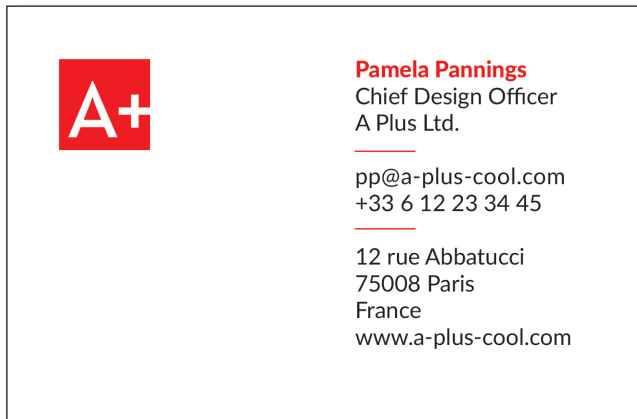 A+
Pamela Pannings
Chief Design Officer
A Plus Ltd.
pp@a-plus-cool.com
+33 6 12 23 34 45
12 rue Abbatucci
75008 Paris
France
www.a-plus-cool.com